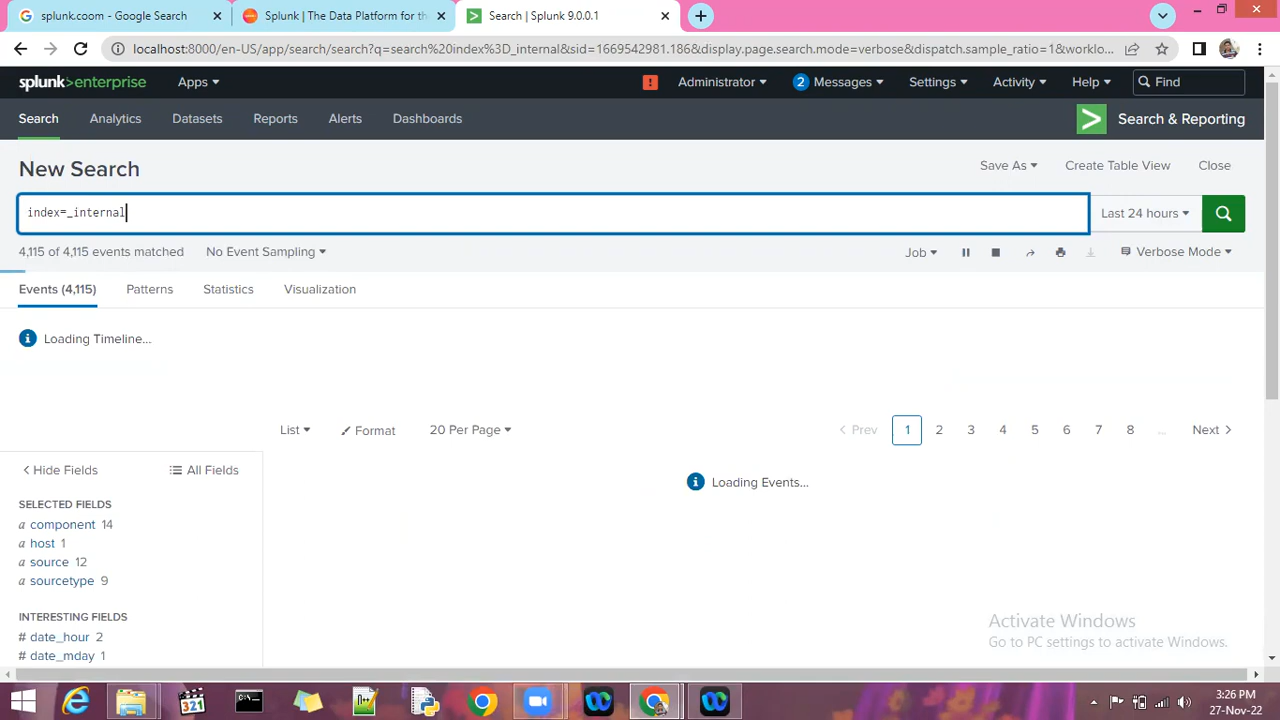 splunk.com - Google Search
Splunk | The Data Platform for th
Search | Splunk 9.0.0.1
localhost:8000/en-US/app/search/search?q=search%20index%3D_internal&sid=1669542981.186&display.page.search.mode=verbose&dispatch.sample_ratio=1&worklo...
splunk>enterprise Apps Administrator 2 Messages Settings Activity Help Find
Search Analytics Datasets Reports Alerts Dashboards Search & Reporting
New Search Save As Create Table View Close
index=_internal Last 24 hours
4,115 of 4,115 events matched No Event Sampling Job Verbose Mode
Events (4,115) Patterns Statistics Visualization
Loading Timeline...
List Format 20 Per Page Prev 1 2 3 4 5 6 7 8 ... Next
Hide Fields All Fields
Loading Events...
SELECTED FIELDS
a component 14
a host 1
a source 12
a sourcetype 9
INTERESTING FIELDS
# date_hour 2
# date_mday 1
Activate Windows
Go to PC settings to activate Windows.
321
3:26 PM
27-Nov-22